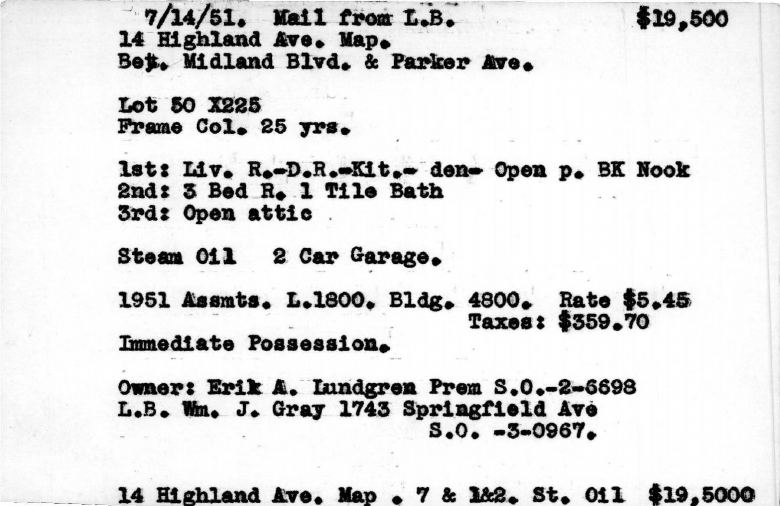 7/14/51. Mail from L.B. $19,500
14 Highland Ave. Map.
Bet. Midland Blvd. & Parker Ave.
Lot 50 X225
Frame Col. 25 yrs.
1st: Liv. R.-D.R.-Kit.- den- Open p. BK Nook
2nd: 3 Bed R. 1 Tile Bath
3rd: Open attic
Steam Oil 2 Car Garage.
1951 Assmts. L.1800. Bldg. 4800. Rate $5.45
Taxes: $359.70
Immediate Possession.
Owner: Erik A. Lundgren Prem S.O.-2-6698
L.B. Wm. J. Gray 1743 Springfield Ave
S.O. -3-0967.
14 Highland Ave. Map . 7 & 1&2. St. Oil $19,5000